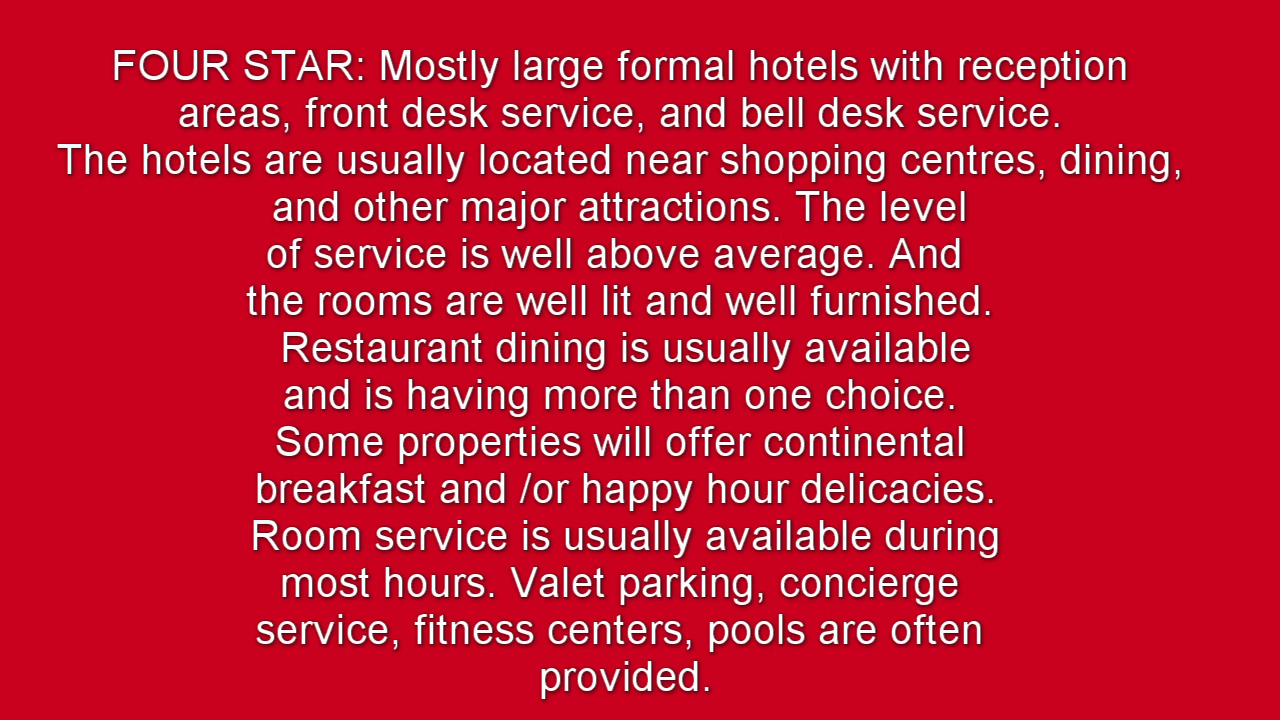 FOUR STAR: Mostly large formal hotels with reception
areas, front desk service, and bell desk service.
The hotels are usually located near shopping centres, dining,
and other major attractions. The level
of service is well above average. And
the rooms are well lit and well furnished.
Restaurant dining is usually available
and is having more than one choice.
Some properties will offer continental
breakfast and /or happy hour delicacies.
Room service is usually available during
most hours. Valet parking, concierge
service, fitness centers, pools are often
provided.